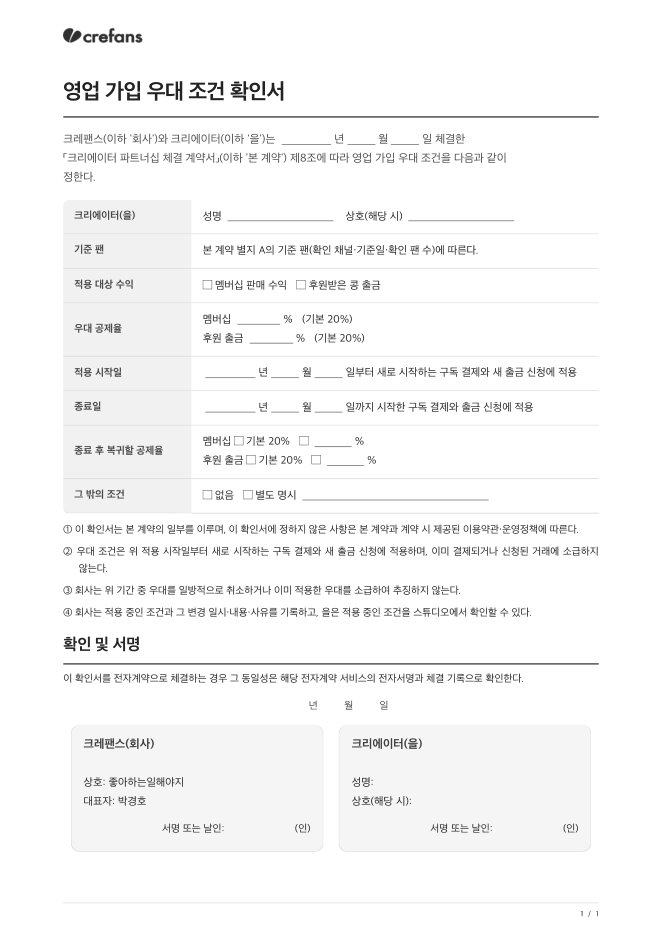 crefans
영업 가입 우대 조건 확인서
크레팬스(이하 '회사')와 크리에이터(이하 '을')는 _________ 년 _____ 월 _____ 일 체결한
「크리에이터 파트너십 체결 계약서」(이하 '본 계약') 제8조에 따라 영업 가입 우대 조건을 다음과 같이
정한다.
크리에이터(을) 성명 ____________________ 상호(해당 시) ____________________
기준 팬 본 계약 별지 A의 기준 팬(확인 채널·기준일·확인 팬 수)에 따른다.
적용 대상 수익 ☐ 멤버십 판매 수익 ☐ 후원받은 콩 출금
우대 공제율
멤버십 ________ % (기본 20%)
후원 출금 ________ % (기본 20%)
적용 시작일 _________ 년 _____ 월 _____ 일부터 새로 시작하는 구독 결제와 새 출금 신청에 적용
종료일 _________ 년 _____ 월 _____ 일까지 시작한 구독 결제와 출금 신청에 적용
종료 후 복귀할 공제율
멤버십 ☐ 기본 20% ☐ _______ %
후원 출금 ☐ 기본 20% ☐ _______ %
그 밖의 조건 ☐ 없음 ☐ 별도 명시 ___________________________________
① 이 확인서는 본 계약의 일부를 이루며, 이 확인서에 정하지 않은 사항은 본 계약과 계약 시 제공된 이용약관·운영정책에 따른다.
② 우대 조건은 위 적용 시작일부터 새로 시작하는 구독 결제와 새 출금 신청에 적용하며, 이미 결제되거나 신청된 거래에 소급하지
않는다.
③ 회사는 위 기간 중 우대를 일방적으로 취소하거나 이미 적용한 우대를 소급하여 추징하지 않는다.
④ 회사는 적용 중인 조건과 그 변경 일시·내용·사유를 기록하고, 을은 적용 중인 조건을 스튜디오에서 확인할 수 있다.
확인 및 서명
이 확인서를 전자계약으로 체결하는 경우 그 동일성은 해당 전자계약 서비스의 전자서명과 체결 기록으로 확인한다.
년 월 일
크레팬스(회사)
상호: 좋아하는일해야지
대표자: 박경호
서명 또는 날인: (인)
크리에이터(을)
성명:
상호(해당 시):
서명 또는 날인: (인)
1 / 1